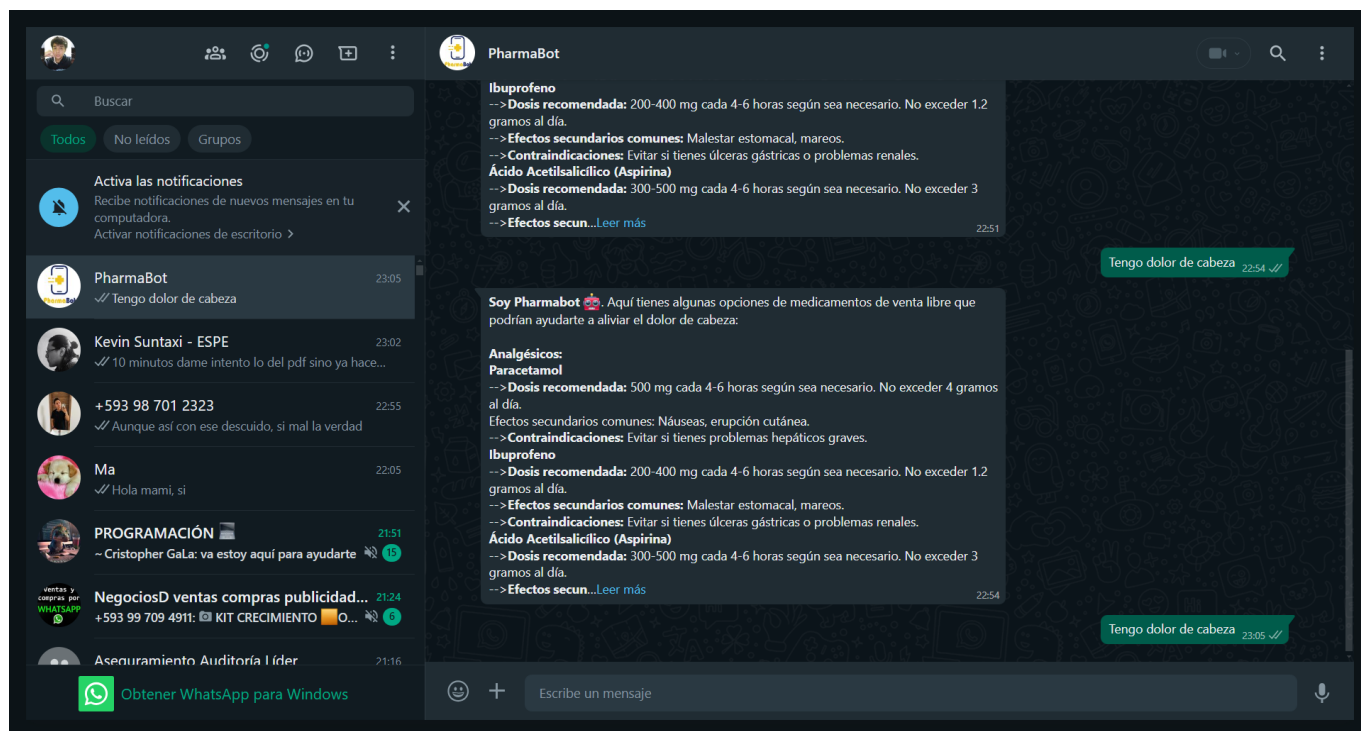 Buscar
Todos
No leídos
Grupos
Activa las notificaciones
Recibe notificaciones de nuevos mensajes en tu
computadora.
Activar notificaciones de escritorio >
PharmaBot 23:05
Tengo dolor de cabeza
Kevin Suntaxi - ESPE 23:02
10 minutos dame intento lo del pdf sino ya hace...
+593 98 701 2323 22:55
Aunque así con ese descuido, si mal la verdad
Ma 22:05
Hola mami, si
PROGRAMACIÓN 21:51
~ Cristopher GaLa: va estoy aquí para ayudarte 15
ventas y
compras por
WHATSAPP
NegociosD ventas compras publicidad... 21:24
+593 99 709 4911: KIT CRECIMIENTO O... 6
Aseguramiento Auditoría Líder 21:16
Obtener WhatsApp para Windows
PharmaBot
Ibuprofeno
-->Dosis recomendada: 200-400 mg cada 4-6 horas según sea necesario. No exceder 1.2
gramos al día.
-->Efectos secundarios comunes: Malestar estomacal, mareos.
-->Contraindicaciones: Evitar si tienes úlceras gástricas o problemas renales.
Ácido Acetilsalicílico (Aspirina)
-->Dosis recomendada: 300-500 mg cada 4-6 horas según sea necesario. No exceder 3
gramos al día.
-->Efectos secun...Leer más
22:51
Tengo dolor de cabeza 22:54
Soy Pharmabot 🤖. Aquí tienes algunas opciones de medicamentos de venta libre que
podrían ayudarte a aliviar el dolor de cabeza:
Analgésicos:
Paracetamol
-->Dosis recomendada: 500 mg cada 4-6 horas según sea necesario. No exceder 4 gramos
al día.
Efectos secundarios comunes: Náuseas, erupción cutánea.
-->Contraindicaciones: Evitar si tienes problemas hepáticos graves.
Ibuprofeno
-->Dosis recomendada: 200-400 mg cada 4-6 horas según sea necesario. No exceder 1.2
gramos al día.
-->Efectos secundarios comunes: Malestar estomacal, mareos.
-->Contraindicaciones: Evitar si tienes úlceras gástricas o problemas renales.
Ácido Acetilsalicílico (Aspirina)
-->Dosis recomendada: 300-500 mg cada 4-6 horas según sea necesario. No exceder 3
gramos al día.
-->Efectos secun...Leer más
22:54
Tengo dolor de cabeza 23:05
Escribe un mensaje